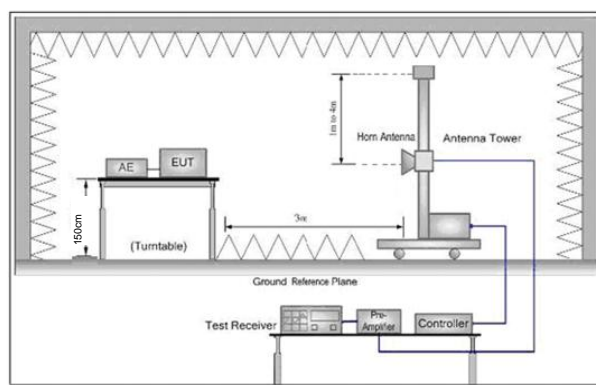 1m to 4m
Horn Antenna
Antenna Tower
AE
EUT
150cm
(Turntable)
3m
Ground Reference Plane
Test Receiver
Pre-
Amplifier
Controller